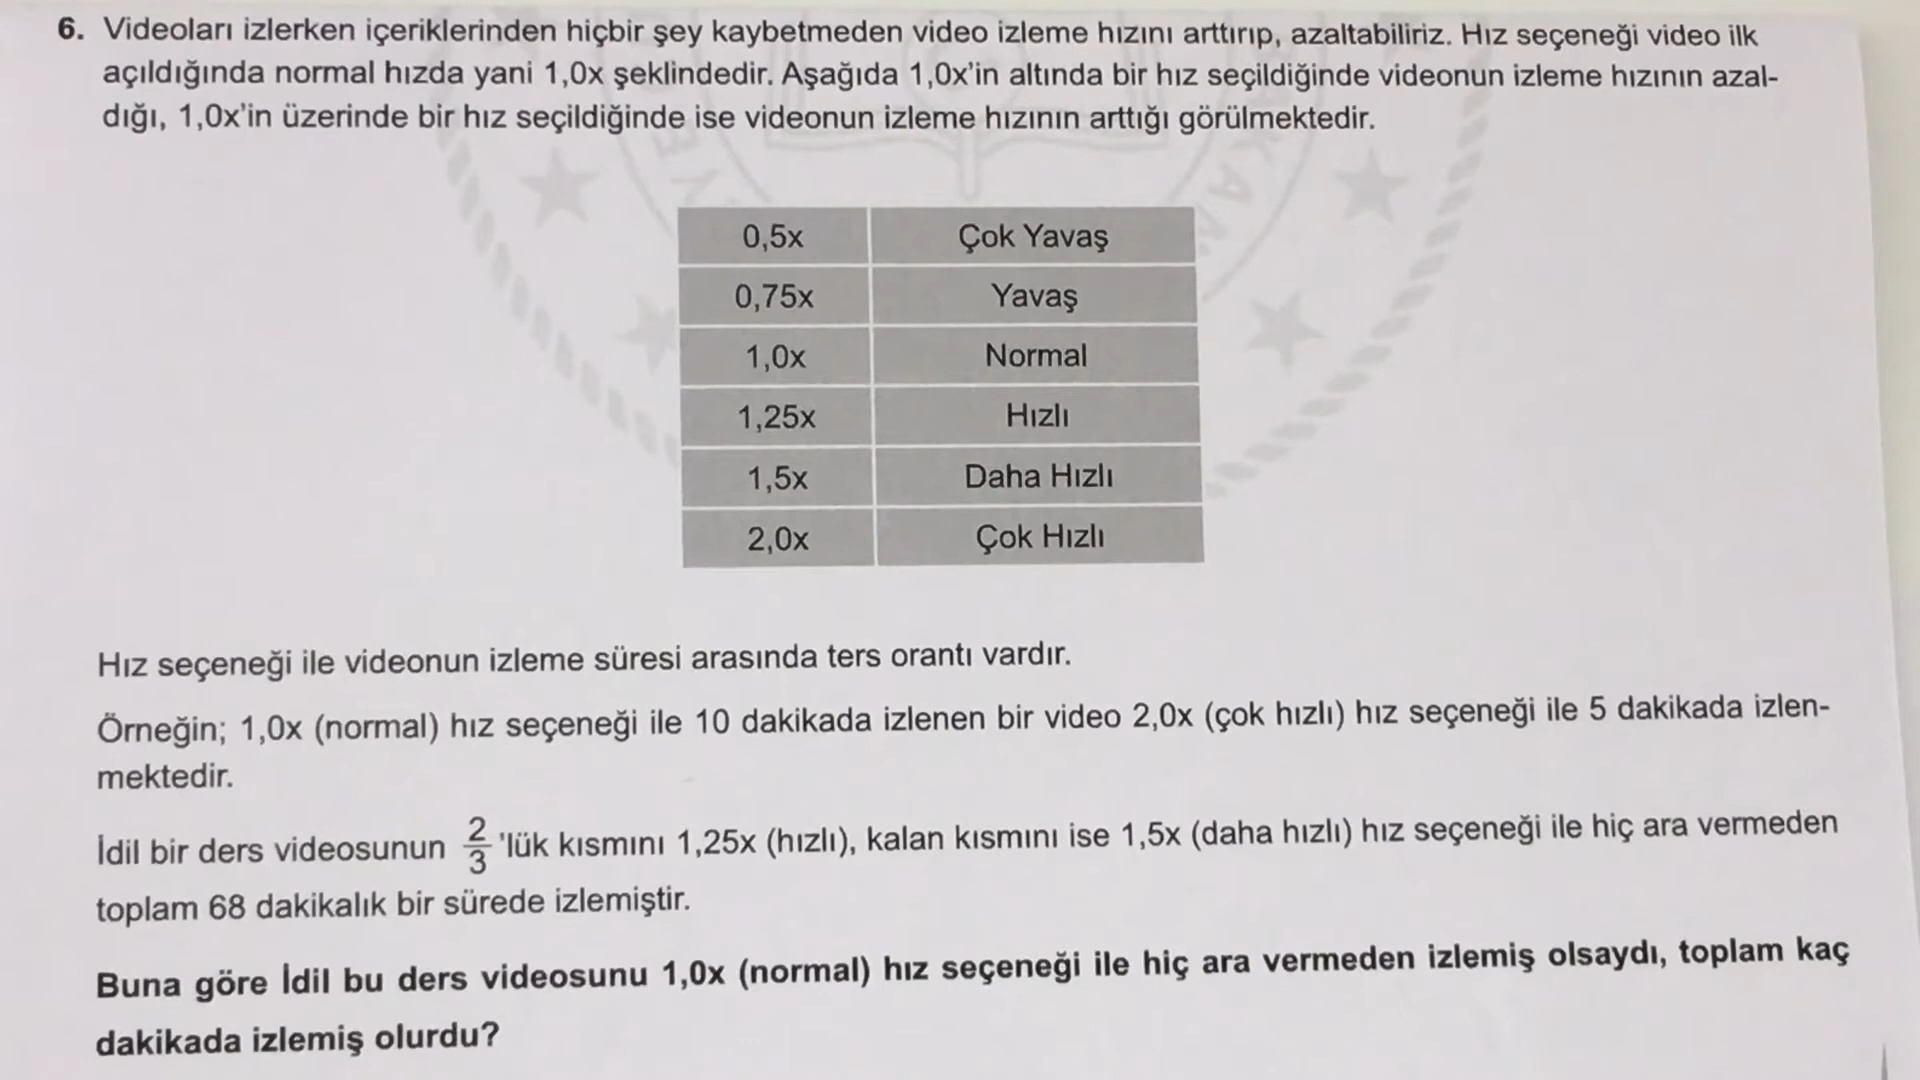 6. Videoları izlerken içeriklerinden hiçbir şey kaybetmeden video izleme hızını arttırıp, azaltabiliriz. Hız seçeneği video ilk
açıldığında normal hızda yani 1,0x şeklindedir. Aşağıda 1,0x'in altında bir hız seçildiğinde videonun izleme hızının azal-
dığı, 1,0x'in üzerinde bir hız seçildiğinde ise videonun izleme hızının arttığı görülmektedir.
0,5x Çok Yavaş
0,75x Yavaş
1,0x Normal
1,25x Hızlı
1,5x Daha Hızlı
2,0x Çok Hızlı
Hız seçeneği ile videonun izleme süresi arasında ters orantı vardır.
Örneğin; 1,0x (normal) hız seçeneği ile 10 dakikada izlenen bir video 2,0x (çok hızlı) hız seçeneği ile 5 dakikada izlen-
mektedir.
İdil bir ders videosunun 2/3 'lük kısmını 1,25x (hızlı), kalan kısmını ise 1,5x (daha hızlı) hız seçeneği ile hiç ara vermeden
toplam 68 dakikalık bir sürede izlemiştir.
Buna göre İdil bu ders videosunu 1,0x (normal) hız seçeneği ile hiç ara vermeden izlemiş olsaydı, toplam kaç
dakikada izlemiş olurdu?